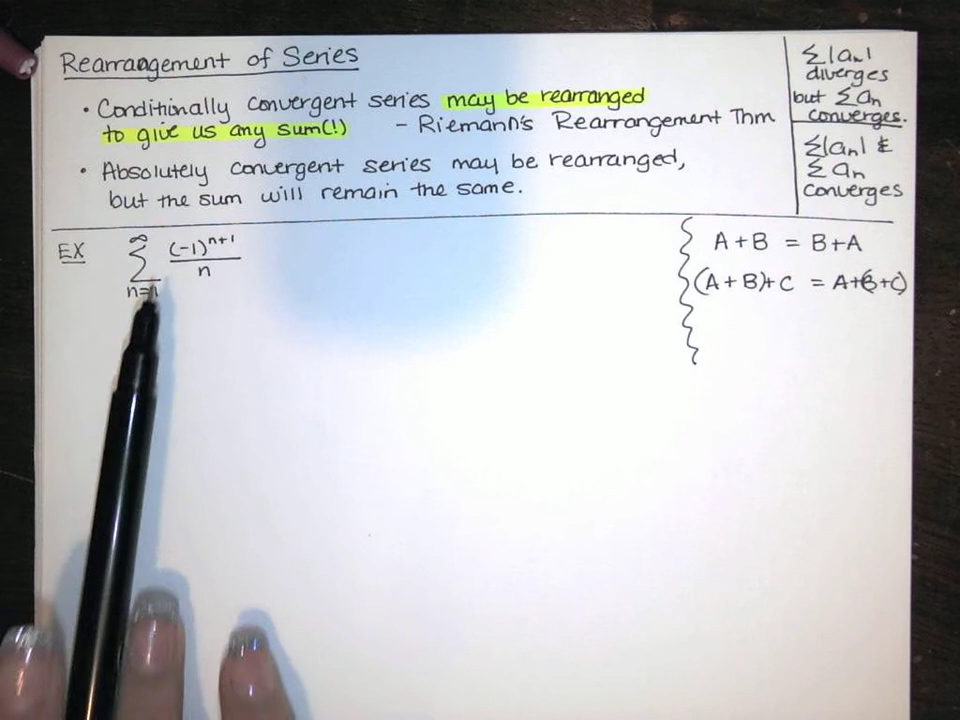 Rearrangement of Series
• Conditionally convergent series may be rearranged
to give us any sum(!) - Riemann's Rearrangement Thm
• Absolutely convergent series may be rearranged,
but the sum will remain the same.
Σ|aₙ|
diverges
but Σaₙ
converges.
Σ|aₙ| &
Σaₙ
converges
EX
∞
Σ (-1)ⁿ⁺¹/n
n=1
A+B = B+A
(A+B)+C = A+(B+C)